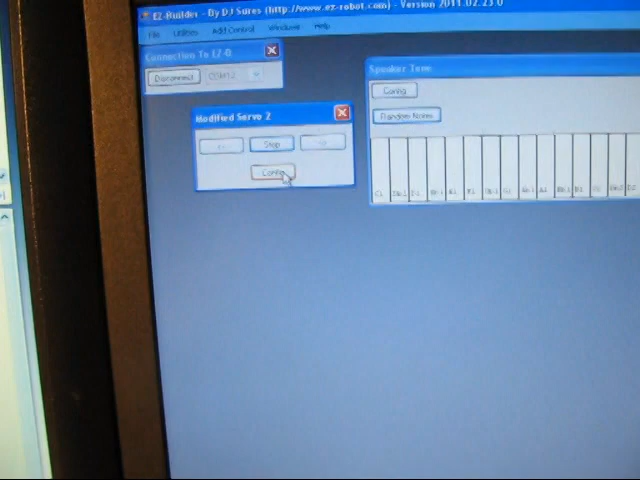 EZ-Builder - By DJ Sures (http://www.ez-robot.com) - Version 2011.02.23.0
File Utilities Add Control Windows Help
Connection To EZ-B
Disconnect COM12
Speaker Tone
Config
Random Notes
Modified Servo 2
Stop
Config